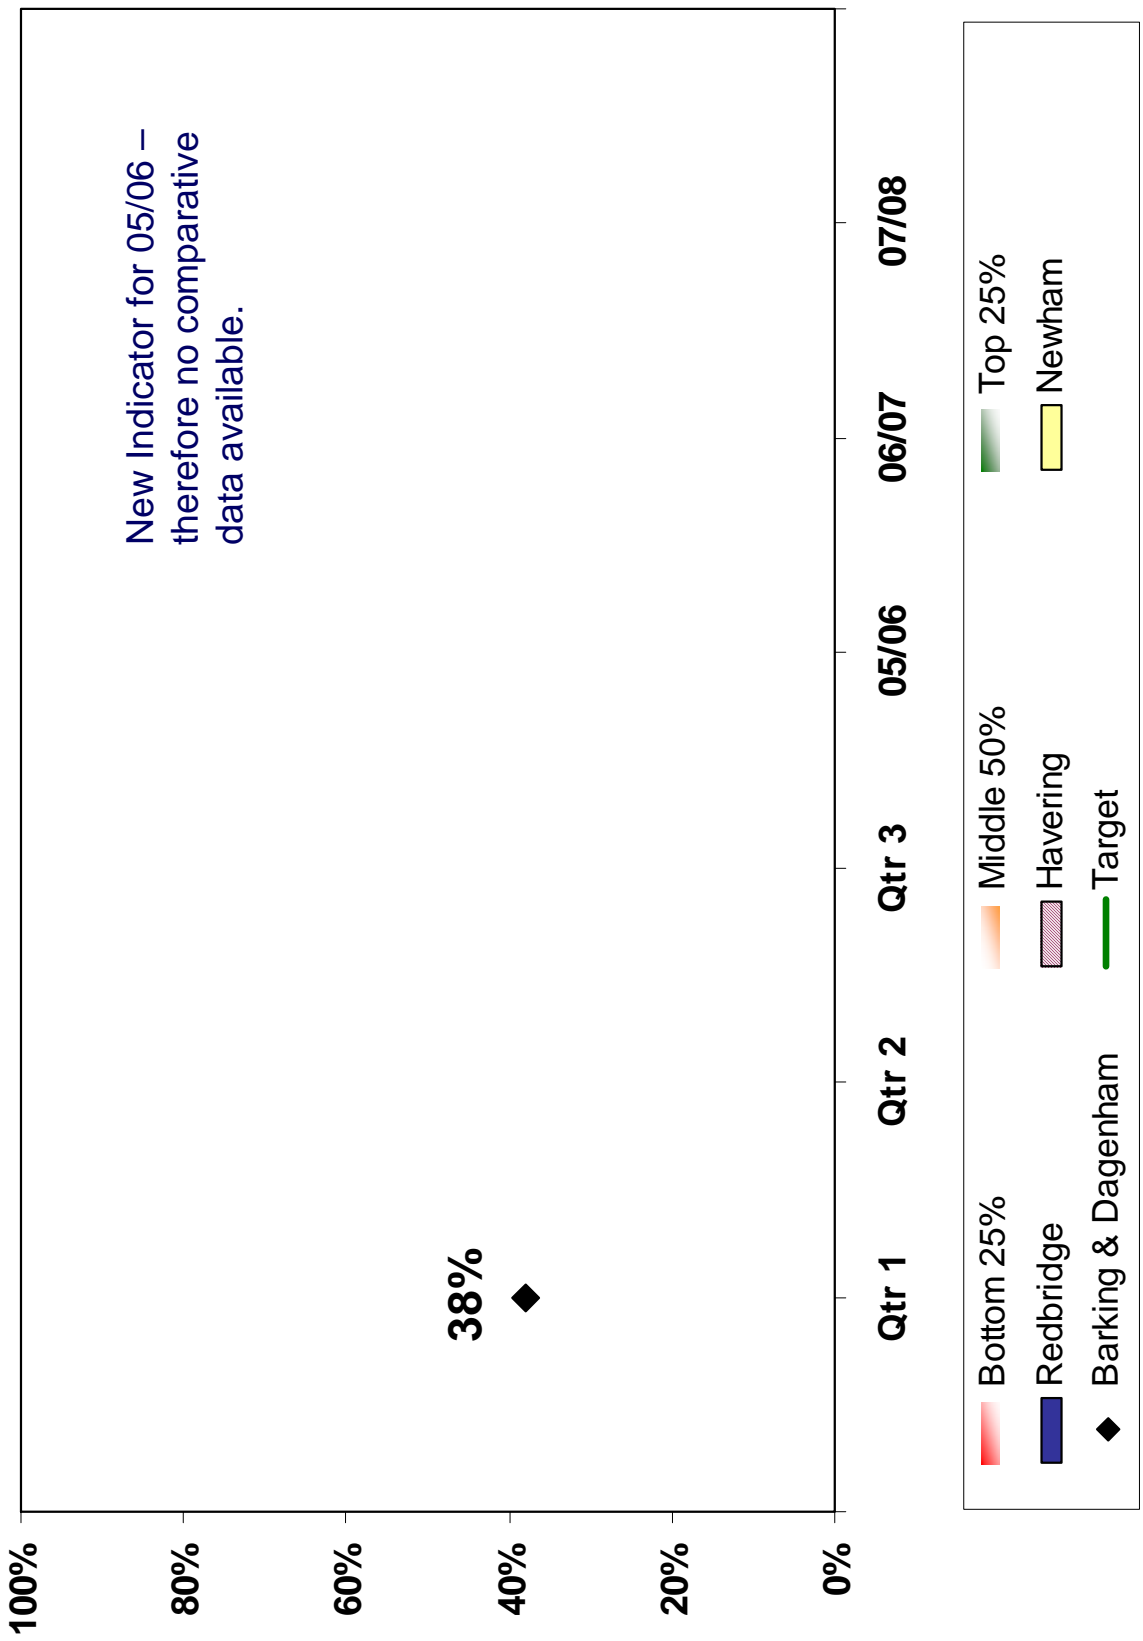 New Indicator for 05/06 –
therefore no comparative
data available.
100%
80%
60%
40%
20%
0%
38%
Qtr 1
Qtr 2
Qtr 3
05/06
06/07
07/08
Bottom 25%
Middle 50%
Top 25%
Redbridge
Havering
Newham
Barking & Dagenham
Target